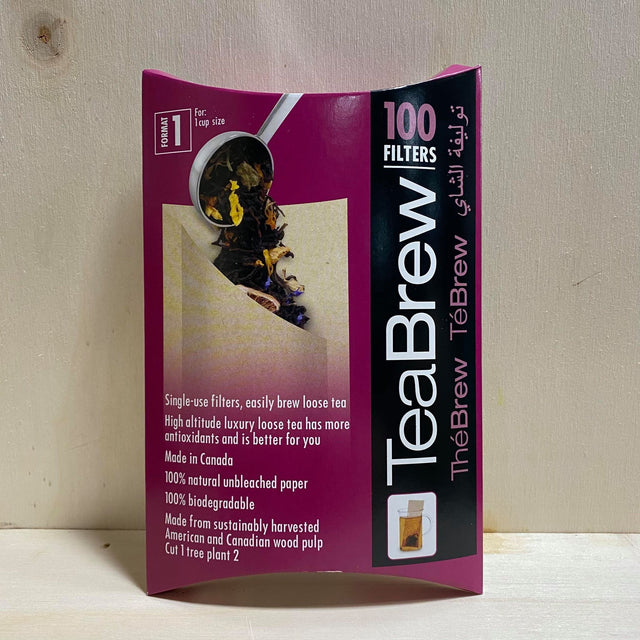 FORMAT 1
For:
1 cup size
100
FILTERS
TeaBrew
ThéBrew TéBrew توليفة الشاي
Single-use filters, easily brew loose tea
High altitude luxury loose tea has more
antioxidants and is better for you
Made in Canada
100% natural unbleached paper
100% biodegradable
Made from sustainably harvested
American and Canadian wood pulp
Cut 1 tree plant 2